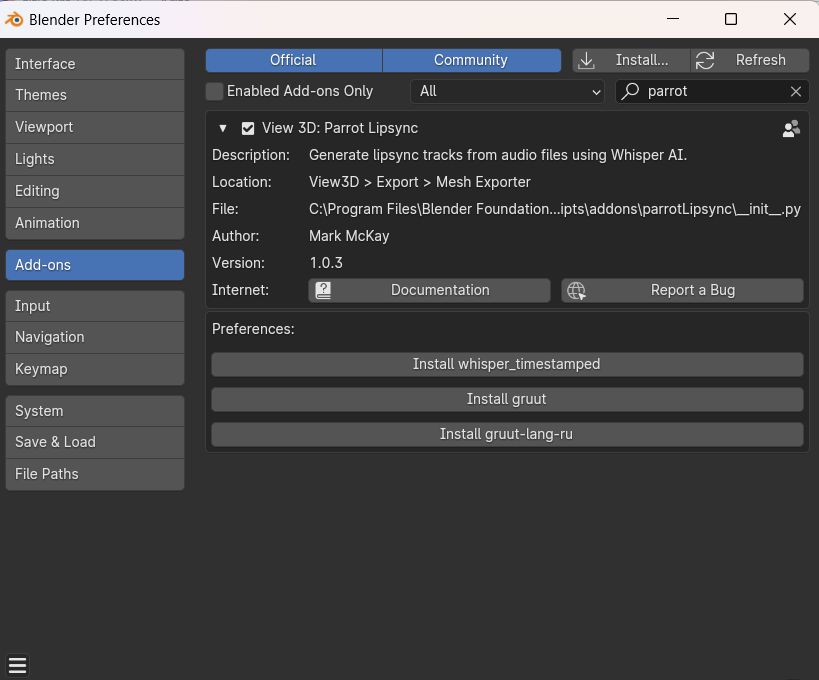 Blender Preferences
Interface
Themes
Viewport
Lights
Editing
Animation
Add-ons
Input
Navigation
Keymap
System
Save & Load
File Paths
Official Community Install... Refresh
Enabled Add-ons Only All parrot
View 3D: Parrot Lipsync
Description: Generate lipsync tracks from audio files using Whisper AI.
Location: View3D > Export > Mesh Exporter
File: C:\Program Files\Blender Foundation...ipts\addons\parrotLipsync\__init__.py
Author: Mark McKay
Version: 1.0.3
Internet: Documentation Report a Bug
Preferences:
Install whisper_timestamped
Install gruut
Install gruut-lang-ru